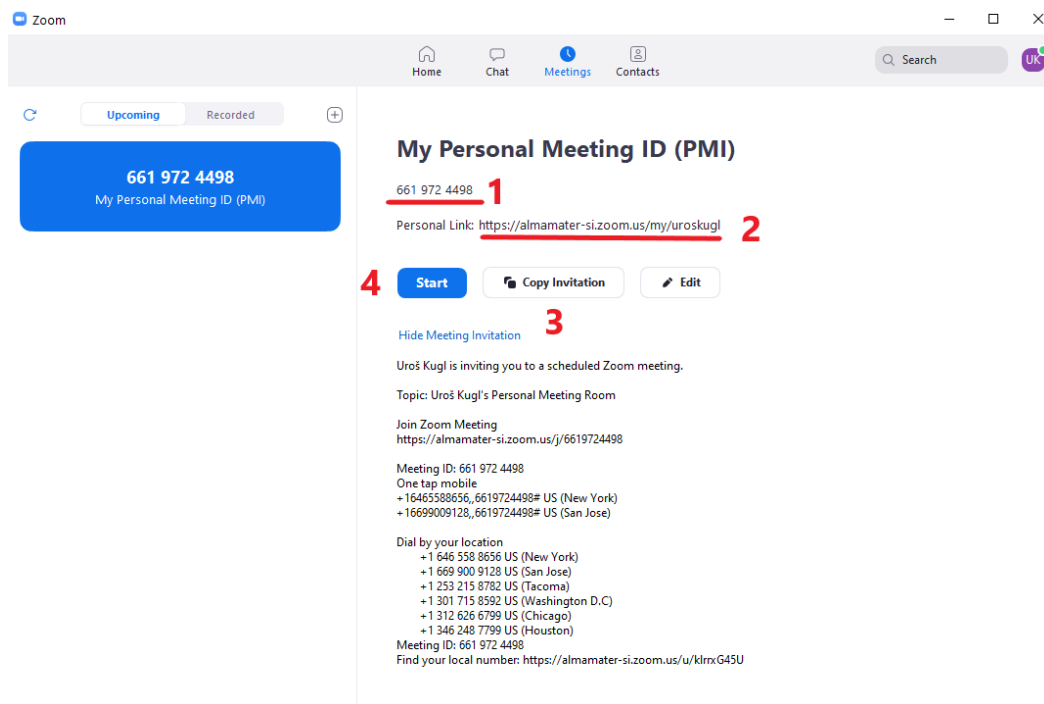 Zoom
Home Chat Meetings Contacts
Search
UK
Upcoming Recorded
661 972 4498
My Personal Meeting ID (PMI)
My Personal Meeting ID (PMI)
661 972 4498 1
Personal Link: https://almamater-si.zoom.us/my/uroskugl 2
4 Start Copy Invitation Edit
3
Hide Meeting Invitation
Uroš Kugl is inviting you to a scheduled Zoom meeting.
Topic: Uroš Kugl's Personal Meeting Room
Join Zoom Meeting
https://almamater-si.zoom.us/j/6619724498
Meeting ID: 661 972 4498
One tap mobile
+16465588656,,6619724498# US (New York)
+16699009128,,6619724498# US (San Jose)
Dial by your location
+1 646 558 8656 US (New York)
+1 669 900 9128 US (San Jose)
+1 253 215 8782 US (Tacoma)
+1 301 715 8592 US (Washington D.C)
+1 312 626 6799 US (Chicago)
+1 346 248 7799 US (Houston)
Meeting ID: 661 972 4498
Find your local number: https://almamater-si.zoom.us/u/klrrxG45U